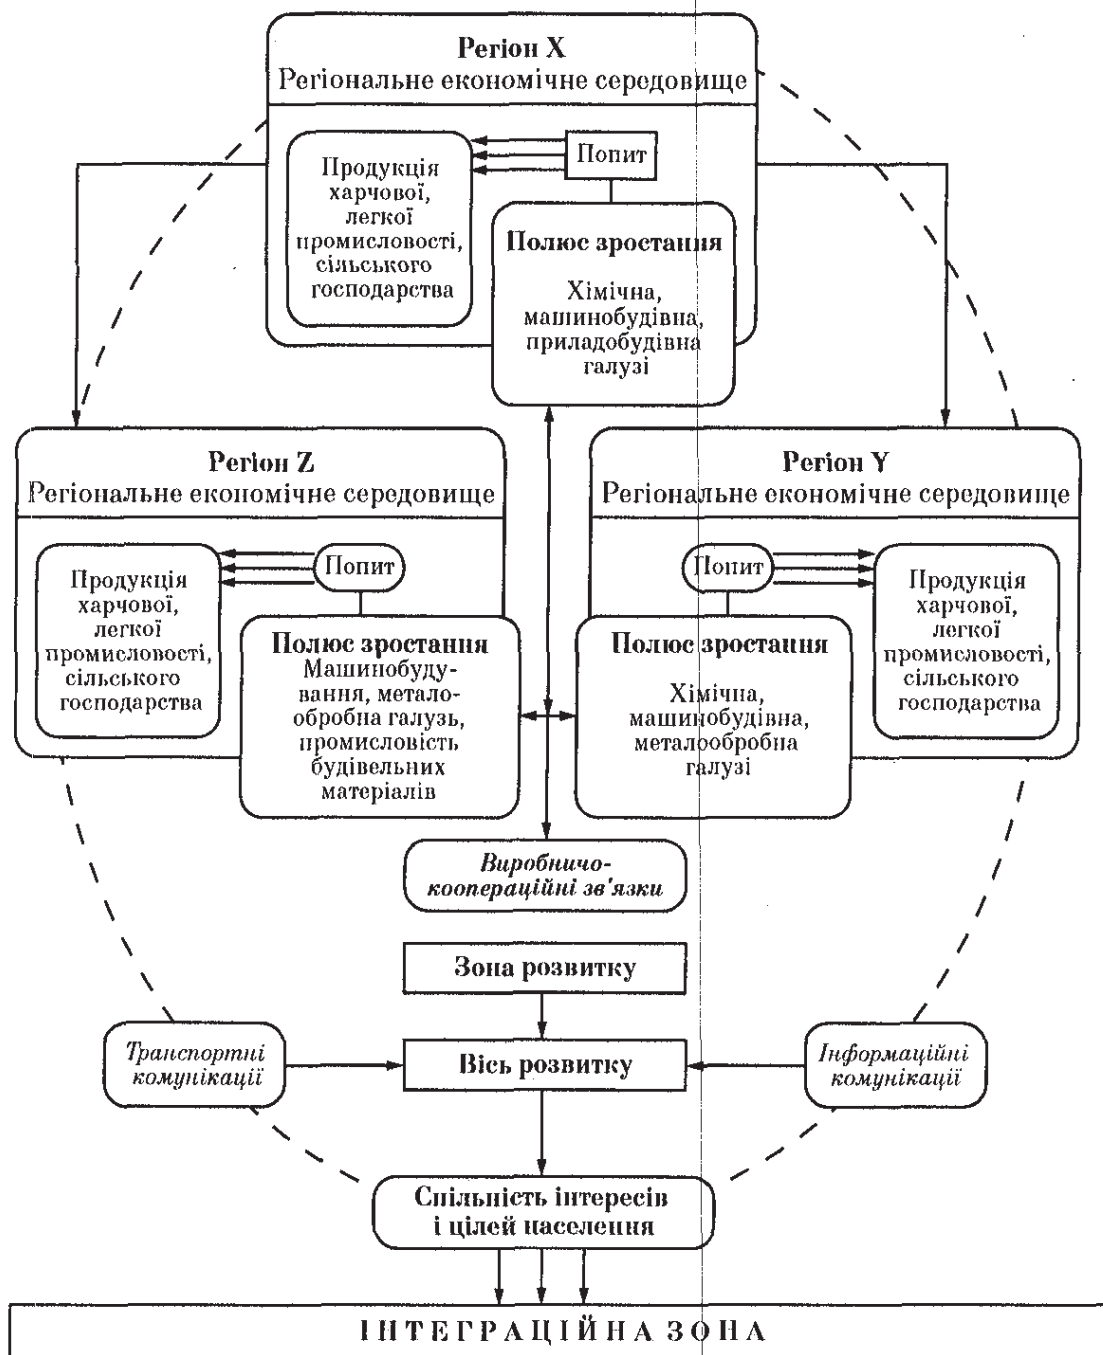 Регіон X
Регіональне економічне середовище
Попит
Продукція
харчової,
легкої
промисловості,
сільського
господарства
Полюс зростання
Хімічна,
машинобудівна,
приладобудівна
галузі
Регіон Z
Регіональне економічне середовище
Попит
Продукція
харчової,
легкої
промисловості,
сільського
господарства
Полюс зростання
Машинобуду-
вання, метало-
обробна галузь,
промисловість
будівельних
матеріалів
Регіон Y
Регіональне економічне середовище
Попит
Продукція
харчової,
легкої
промисловості,
сільського
господарства
Полюс зростання
Хімічна,
машинобудівна,
металообробна
галузі
Виробничо-
коопераційні зв'язки
Зона розвитку
Транспортні
комунікації
Вісь розвитку
Інформаційні
комунікації
Спільність інтересів
і цілей населення
ІНТЕГРАЦІЙНА ЗОНА